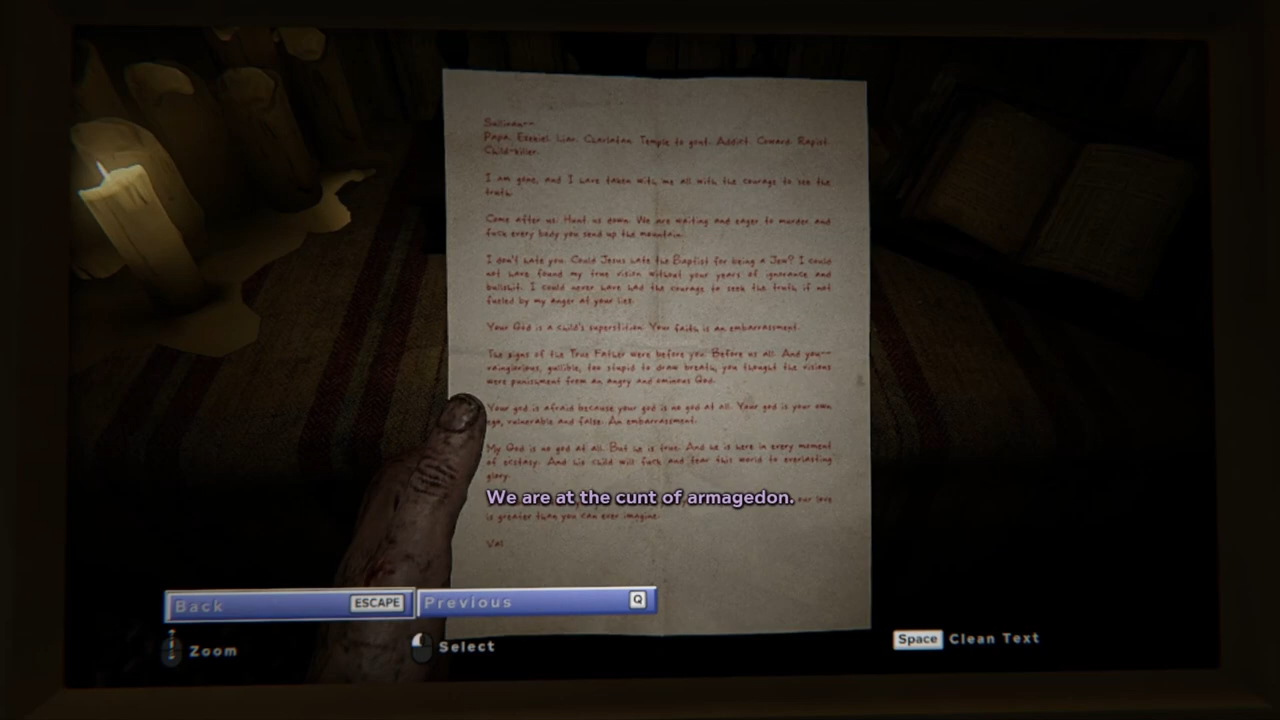 Sullivan--
Papa. Ezekiel. Liar. Charlatan. Temple to gout. Addict. Coward. Rapist.
Child-killer.
I am gone, and I have taken with me all with the courage to see the
truth.
Come after us. Hunt us down. We are waiting and eager to murder and
fuck every body you send up the mountain.
I don't hate you. Could Jesus hate the Baptist for being a Jew? I could
not have found my true vision without your years of ignorance and
bullshit. I could never have had the courage to seek the truth if not
fueled by my anger at your lies.
Your God is a child's superstition. Your faith is an embarrassment.
The signs of the True Father were before you. Before us all. And you--
vainglorious, gullible, too stupid to draw breath, you thought the visions
were punishment from an angry and ominous God.
Your god is afraid because your god is no god at all. Your god is your own
ego, vulnerable and false. An embarrassment.
My God is no god at all. But he is true. And he is here in every moment
of ecstasy. And his child will fuck and tear this world to everlasting
glory.
We are at the cunt of armagedon. our love
is greater than you can ever imagine.
Val
Back ESCAPE Previous Q
Zoom Select Space Clean Text